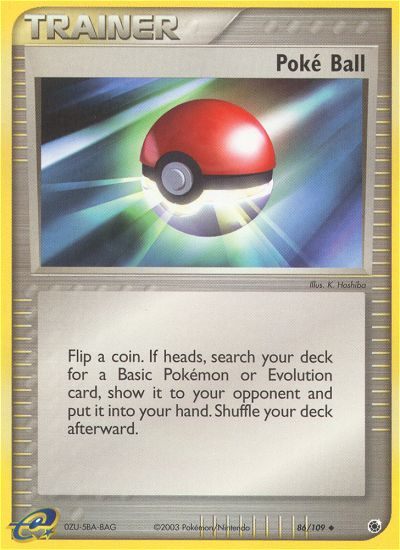 TRAINER
Poké Ball
Illus. K. Hoshiba
Flip a coin. If heads, search your deck
for a Basic Pokémon or Evolution
card, show it to your opponent and
put it into your hand. Shuffle your deck
afterward.
e
0ZU-5BA-BAG ©2003 Pokémon/Nintendo 86/109 ◆